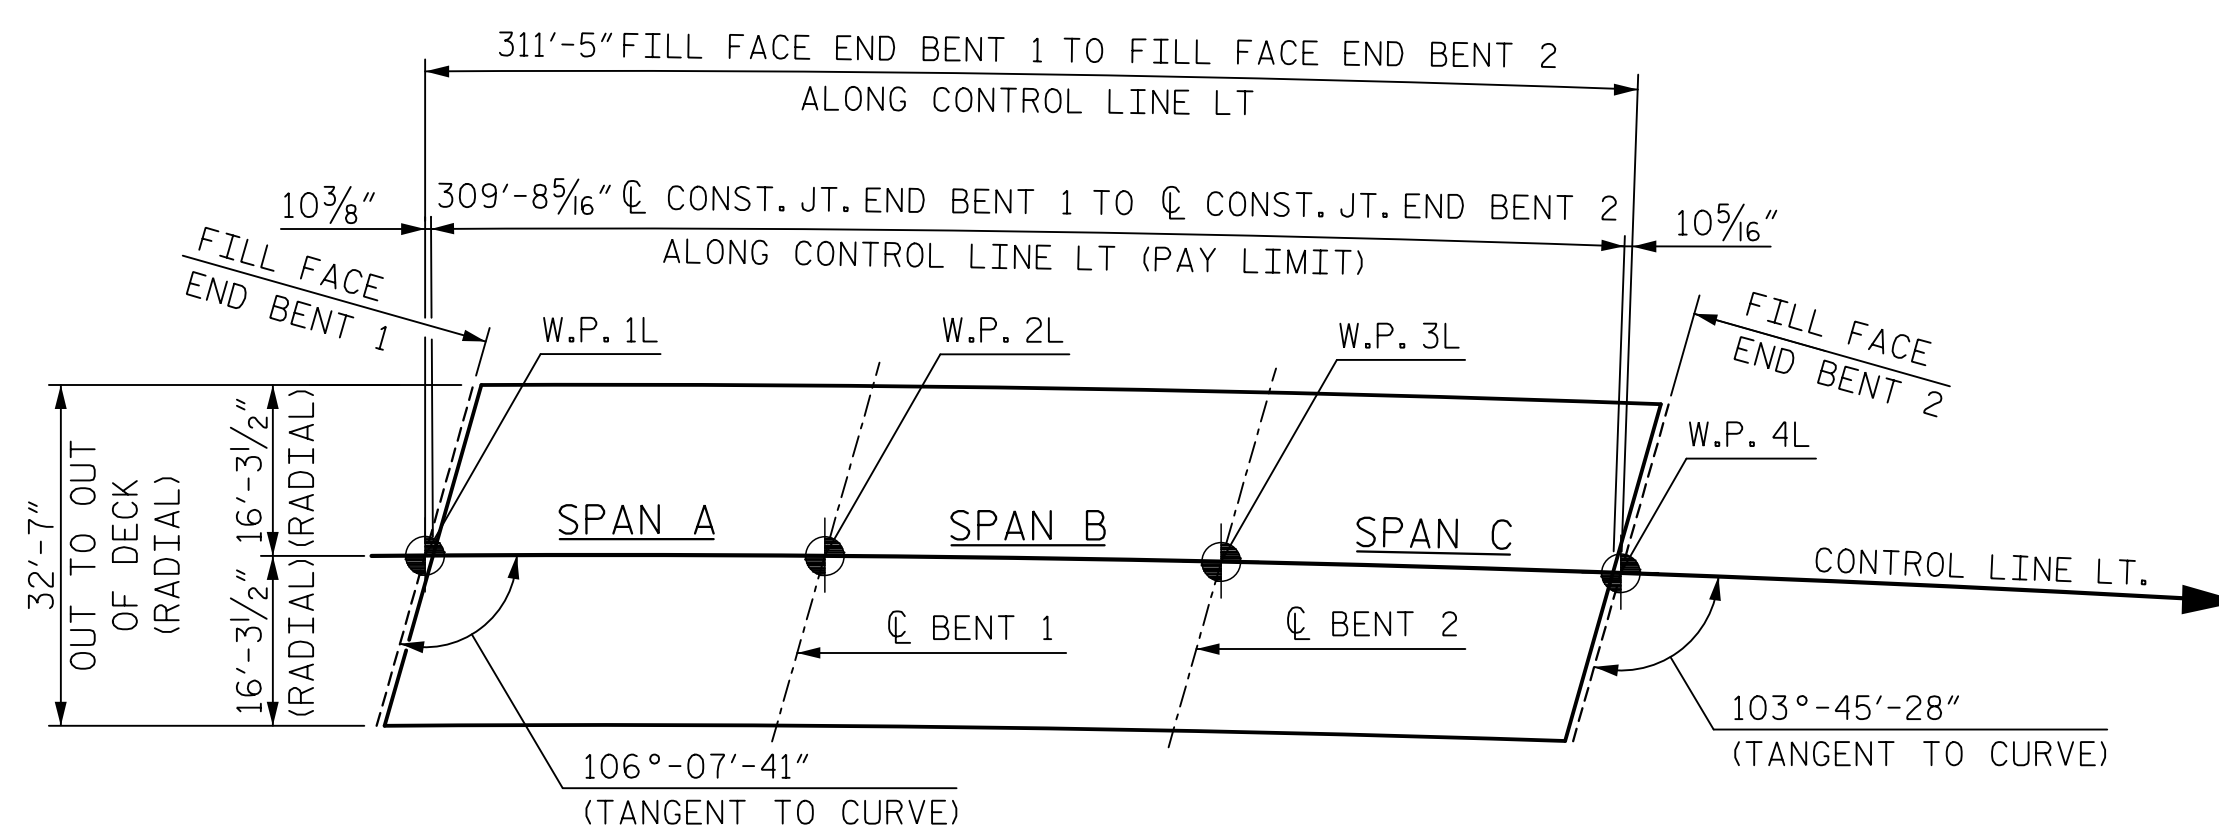 311′-5″ FILL FACE END BENT 1 TO FILL FACE END BENT 2
ALONG CONTROL LINE LT
10⅜″
309′-8 5/16″ ℄ CONST. JT. END BENT 1 TO ℄ CONST. JT. END BENT 2
10 5/16″
ALONG CONTROL LINE LT (PAY LIMIT)
FILL FACE
END BENT 1
W.P. 1L
W.P. 2L
W.P. 3L
FILL FACE
END BENT 2
W.P. 4L
32′-7″
OUT TO OUT
OF DECK
(RADIAL)
16′-3½″
(RADIAL)
16′-3½″
(RADIAL)
SPAN A
SPAN B
SPAN C
CONTROL LINE LT.
℄ BENT 1
℄ BENT 2
106°-07′-41″
(TANGENT TO CURVE)
103°-45′-28″
(TANGENT TO CURVE)